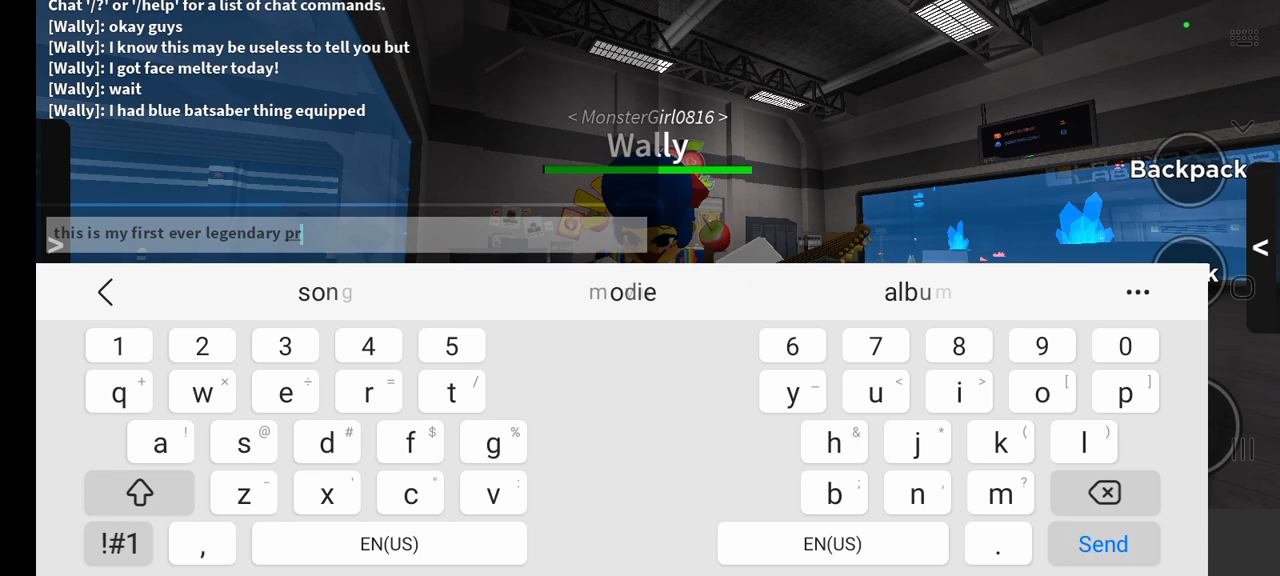 Chat '/?' or '/help' for a list of chat commands.
[Wally]: okay guys
[Wally]: I know this may be useless to tell you but
[Wally]: I got face melter today!
[Wally]: wait
[Wally]: I had blue batsaber thing equipped
< MonsterGirl0816 >
Wally
Backpack
this is my first ever legendary pr
>
<
k
song
album
1 2 3 4 5 6 7 8 9 0
q + w × e ÷ r = t / y _ u < i > o [ p ]
a ! s @ d # f $ g % h & j * k ( l )
z - x ' c " v : b ; n , m ?
!#1 , EN(US) EN(US) . Send